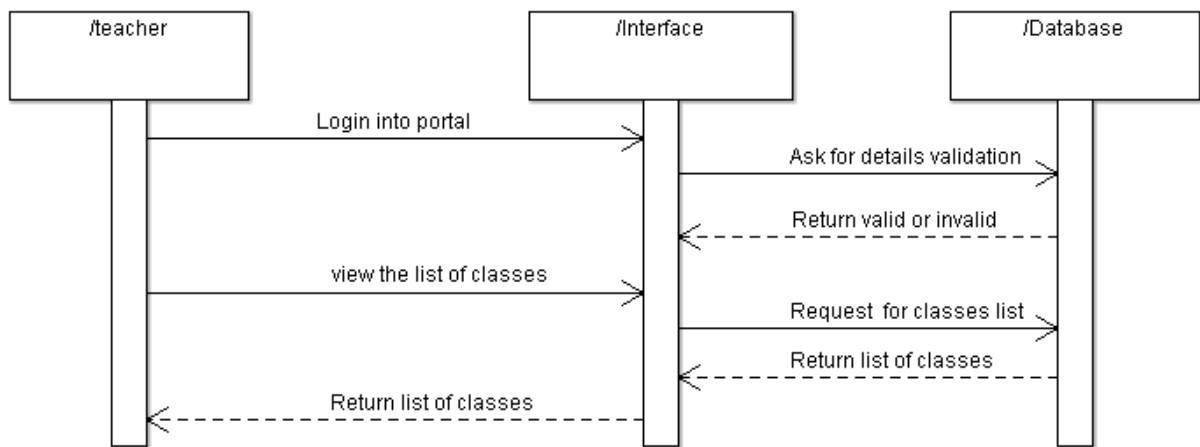 /teacher
/Interface
/Database
Login into portal
Ask for details validation
Return valid or invalid
view the list of classes
Request  for classes list
Return list of classes
Return list of classes